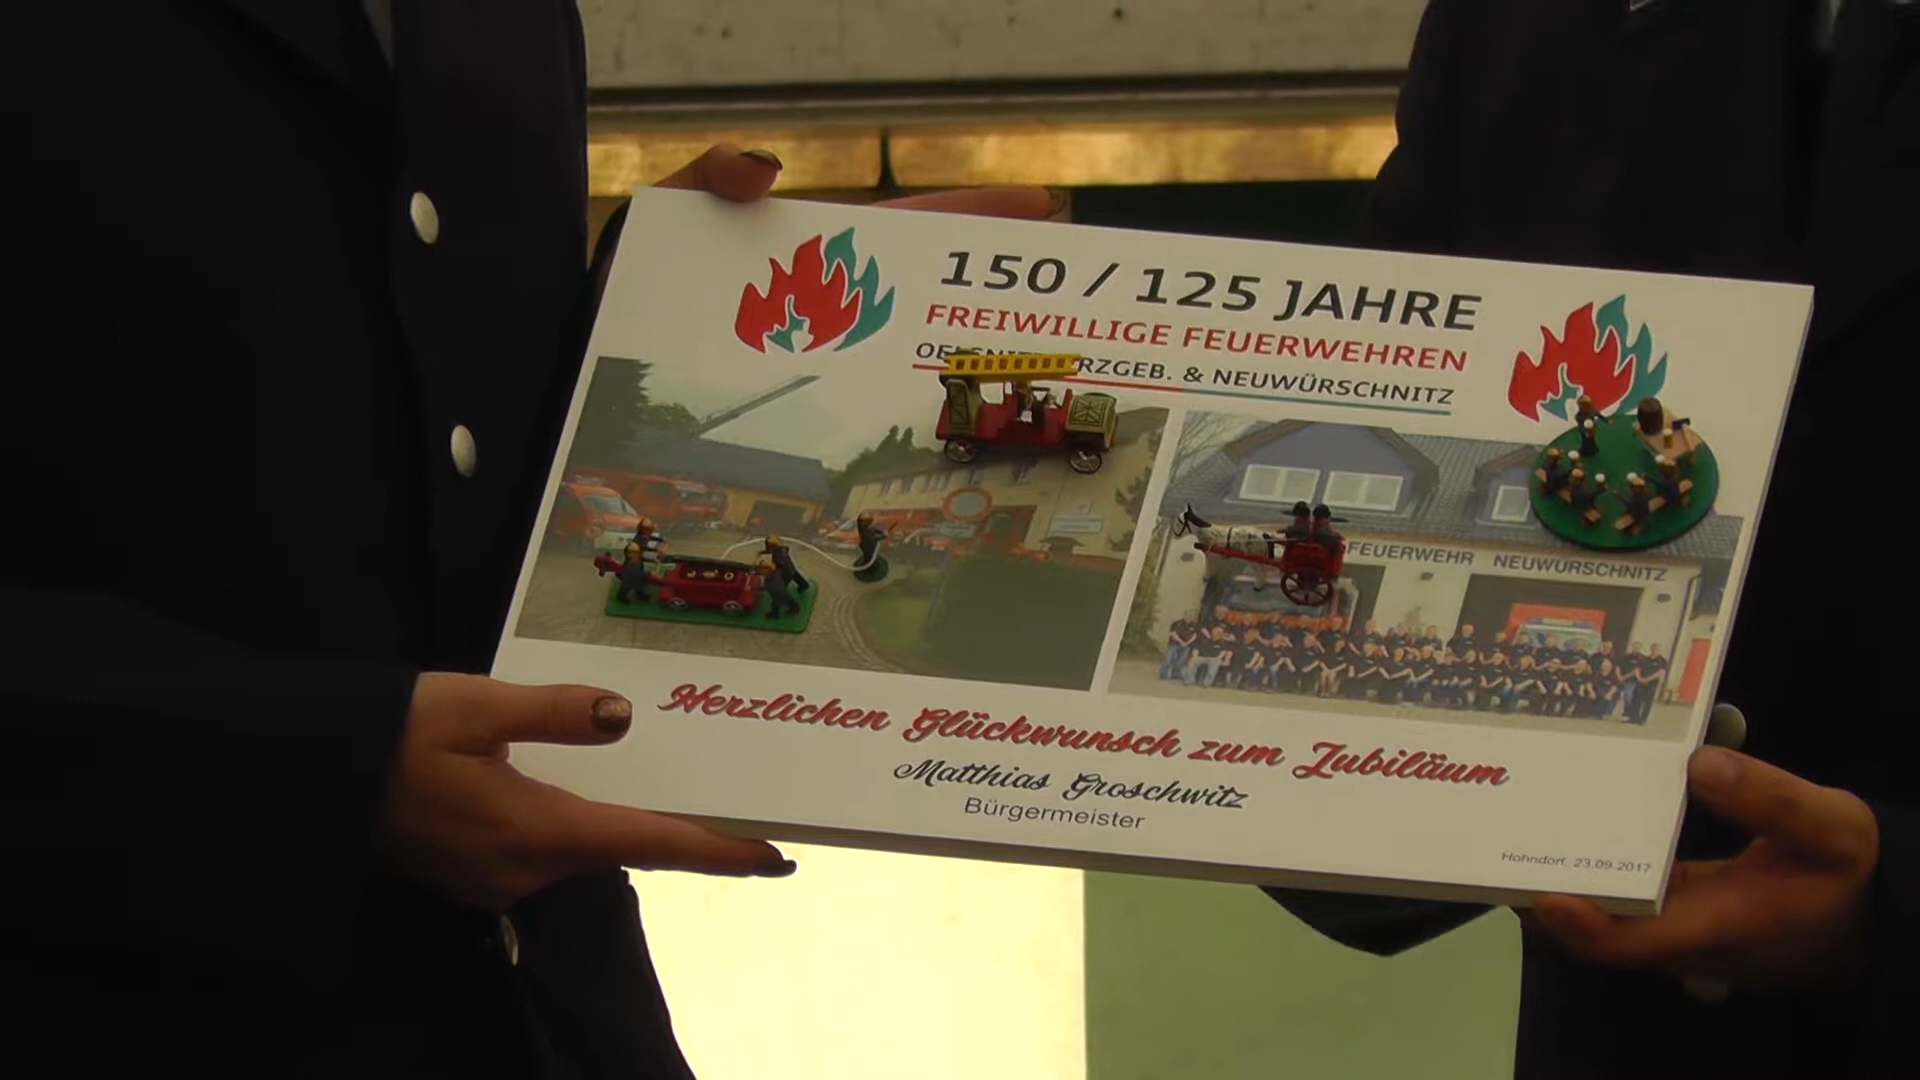 150 / 125 JAHRE
FREIWILLIGE FEUERWEHREN
& NEUWÜRSCHNITZ
FEUERWEHR NEUWÜRSCHNITZ
Herzlichen Glückwunsch zum Jubiläum
Matthias Groschwitz
Bürgermeister
Hohndorf, 23.09.2017